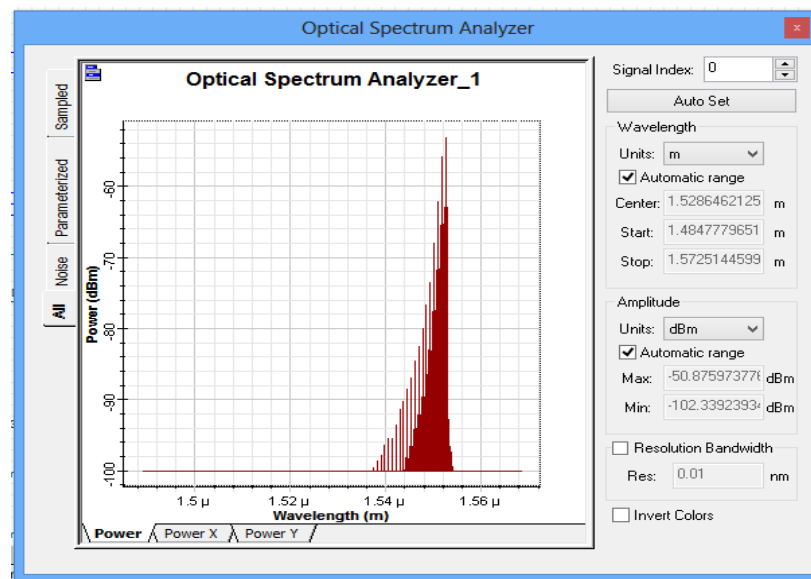 Optical Spectrum Analyzer
x
Optical Spectrum Analyzer_1
Sampled
Parameterized
Noise
All
Power (dBm)
-60
-70
-80
-90
-100
1.5 µ
1.52 µ
1.54 µ
1.56 µ
Wavelength (m)
Power
Power X
Power Y
Signal Index: 0
Auto Set
Wavelength
Units: m
Automatic range
Center: 1.5286462125 m
Start: 1.4847779651 m
Stop: 1.5725144599 m
Amplitude
Units: dBm
Automatic range
Max: -50.875973776 dBm
Min: -102.33923934 dBm
Resolution Bandwidth
Res: 0.01 nm
Invert Colors